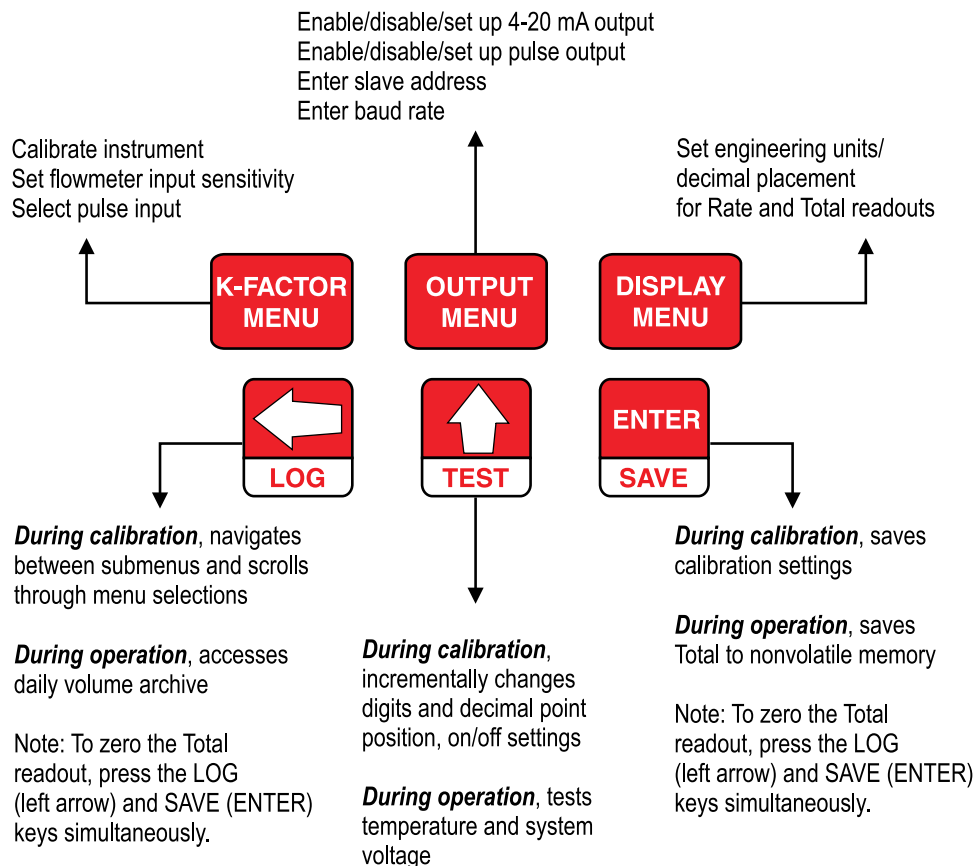 Enable/disable/set up 4-20 mA output
Enable/disable/set up pulse output
Enter slave address
Enter baud rate
Calibrate instrument
Set flowmeter input sensitivity
Select pulse input
Set engineering units/
decimal placement
for Rate and Total readouts
K-FACTOR
MENU
OUTPUT
MENU
DISPLAY
MENU
LOG
TEST
ENTER
SAVE
During calibration, navigates
between submenus and scrolls
through menu selections
During operation, accesses
daily volume archive
Note: To zero the Total
readout, press the LOG
(left arrow) and SAVE (ENTER)
keys simultaneously.
During calibration,
incrementally changes
digits and decimal point
position, on/off settings
During operation, tests
temperature and system
voltage
During calibration, saves
calibration settings
During operation, saves
Total to nonvolatile memory
Note: To zero the Total
readout, press the LOG
(left arrow) and SAVE (ENTER)
keys simultaneously.